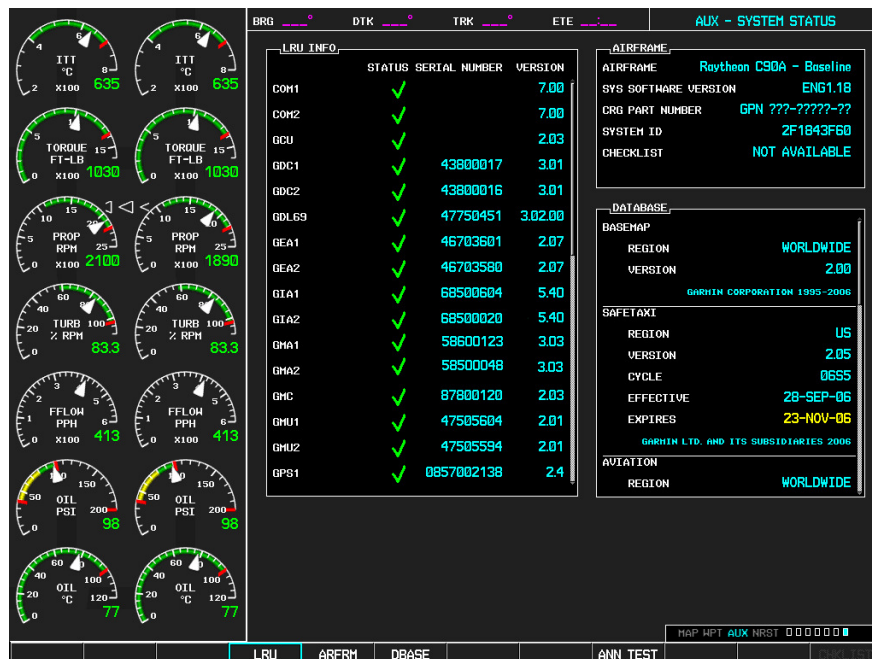 BRG ___° DTK ___° TRK ___° ETE __:__ AUX - SYSTEM STATUS
4 6
ITT
°C 8
2 X100 635
4 6
ITT
°C 8
2 X100 635
5 15
TORQUE
FT-LB
0 X100 1030
5 15
TORQUE
FT-LB
0 X100 1030
10 15
5 PROP
RPM 25
0 X100 2100
10 15
5 PROP
RPM 25
0 X100 1890
40 60
20 TURB 100
% RPM
0 83.3
40 60
20 TURB 100
% RPM
0 83.3
2 3
1 FFLOW 5
PPH 6
0 X100 413
2 3
1 FFLOW 5
PPH 6
0 X100 413
150
50 OIL
PSI 200
0 98
150
50 OIL
PSI 200
0 98
40 60
20 OIL 100
°C 120
0 77
40 60
20 OIL 100
°C 120
0 77
LRU INFO
STATUS SERIAL NUMBER VERSION
COM1 7.00
COM2 7.00
GCU 2.03
GDC1 43800017 3.01
GDC2 43800016 3.01
GDL69 47750451 3.02.00
GEA1 46703601 2.07
GEA2 46703580 2.07
GIA1 68500604 5.40
GIA2 68500020 5.40
GMA1 58600123 3.03
GMA2 58500048 3.03
GMC 87800120 2.03
GMU1 47505604 2.01
GMU2 47505594 2.01
GPS1 0857002138 2.4
AIRFRAME
AIRFRAME Raytheon C90A - Baseline
SYS SOFTWARE VERSION ENG1.18
CRG PART NUMBER GPN ???-?????-??
SYSTEM ID 2F1843F60
CHECKLIST NOT AVAILABLE
DATABASE
BASEMAP
REGION WORLDWIDE
VERSION 2.00
GARMIN CORPORATION 1995-2006
SAFETAXI
REGION US
VERSION 2.05
CYCLE 06S5
EFFECTIVE 28-SEP-06
EXPIRES 23-NOV-06
GARMIN LTD. AND ITS SUBSIDIARIES 2006
AVIATION
REGION WORLDWIDE
MAP WPT AUX NRST
LRU ARFRM DBASE ANN TEST CHKLIST